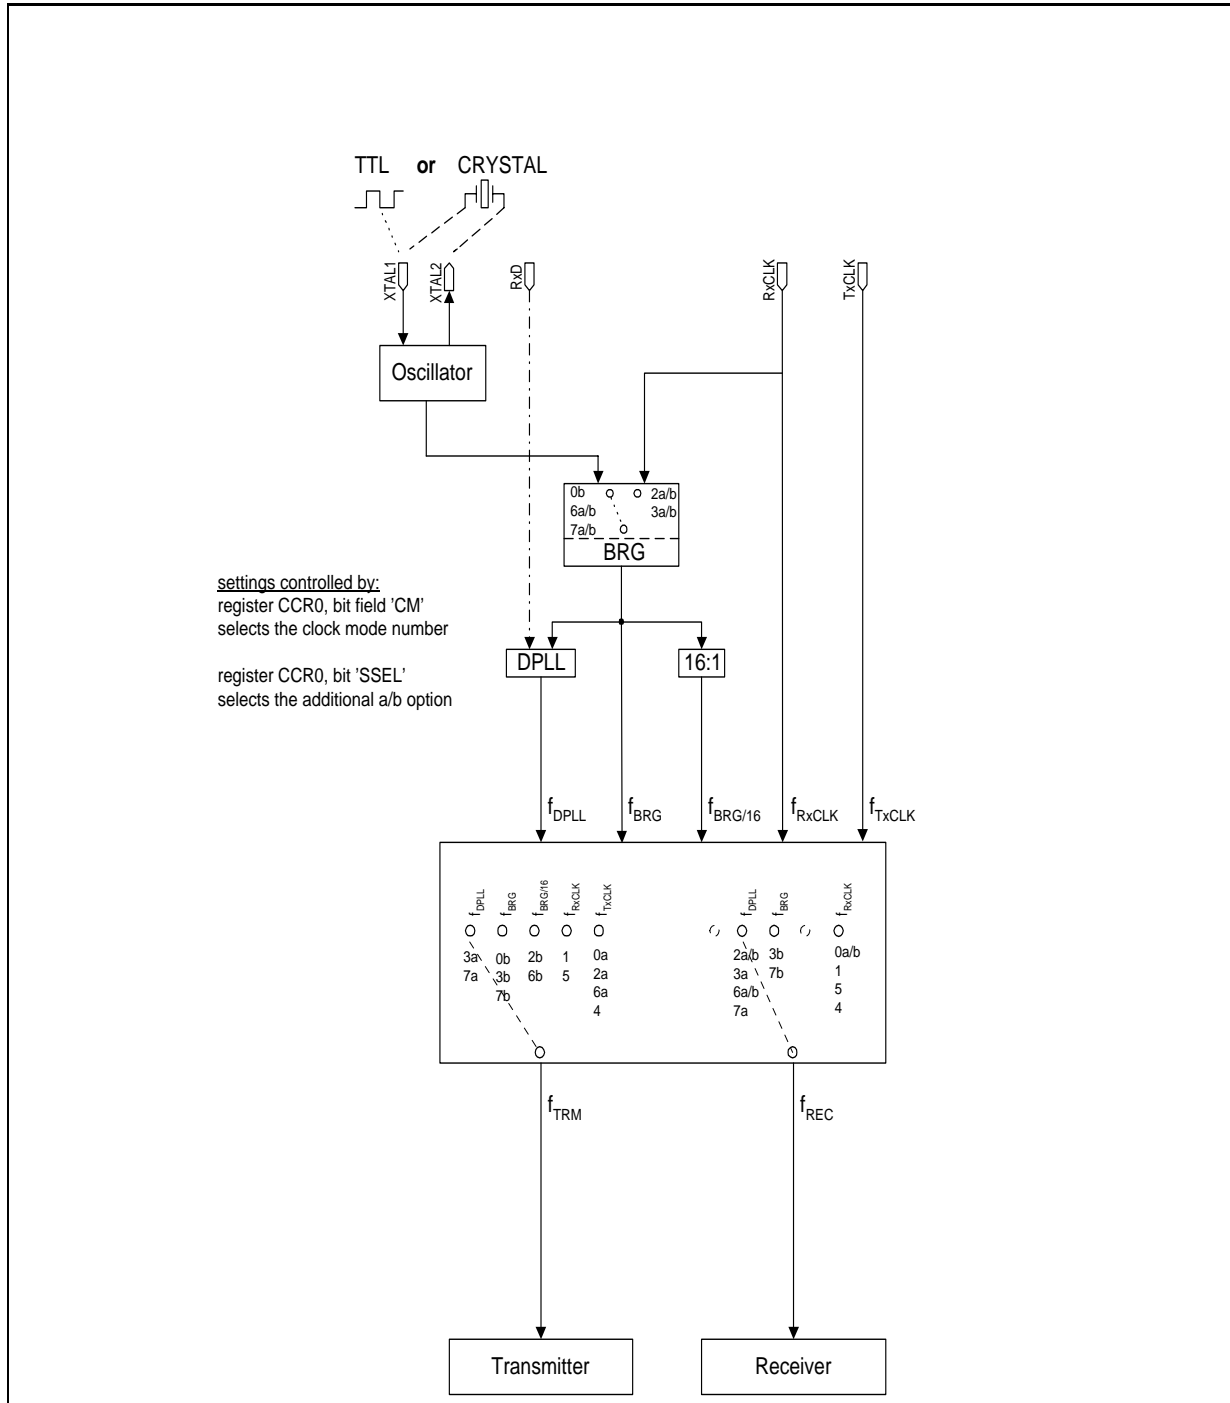 TTL or CRYSTAL
XTAL1
XTAL2
RxD
RxCLK
TxCLK
Oscillator
0b 2a/b
6a/b 3a/b
7a/b
BRG
settings controlled by:
register CCR0, bit field 'CM'
selects the clock mode number
register CCR0, bit 'SSEL'
selects the additional a/b option
DPLL
16:1
fDPLL fBRG fBRG/16 fRxCLK fTxCLK
fDPLL
fBRG
fBRG/16
fRxCLK
fTxCLK
fDPLL
fBRG
fRxCLK
3a 0b 2b 1 0a 2a/b 3b 0a/b
7a 3b 6b 5 2a 3a 7b 1
7b 6a 6a/b 5
4 7a 4
fTRM fREC
Transmitter Receiver